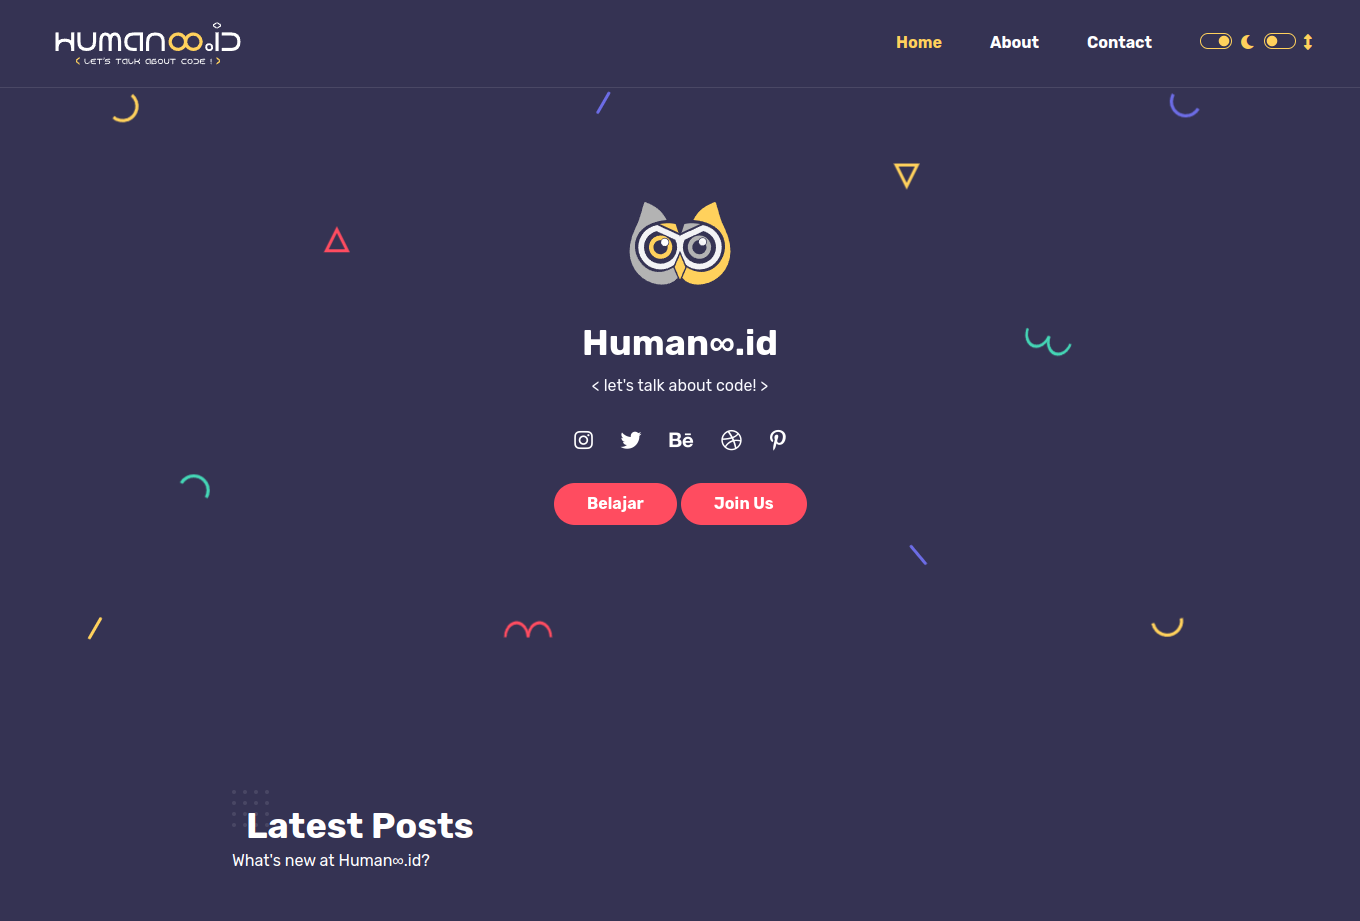 Human∞.iD
< LET'S TALK ABOUT CODE ! >
Home About Contact
Human∞.id
< let's talk about code! >
Bē
Belajar Join Us
Latest Posts
What's new at Human∞.id?